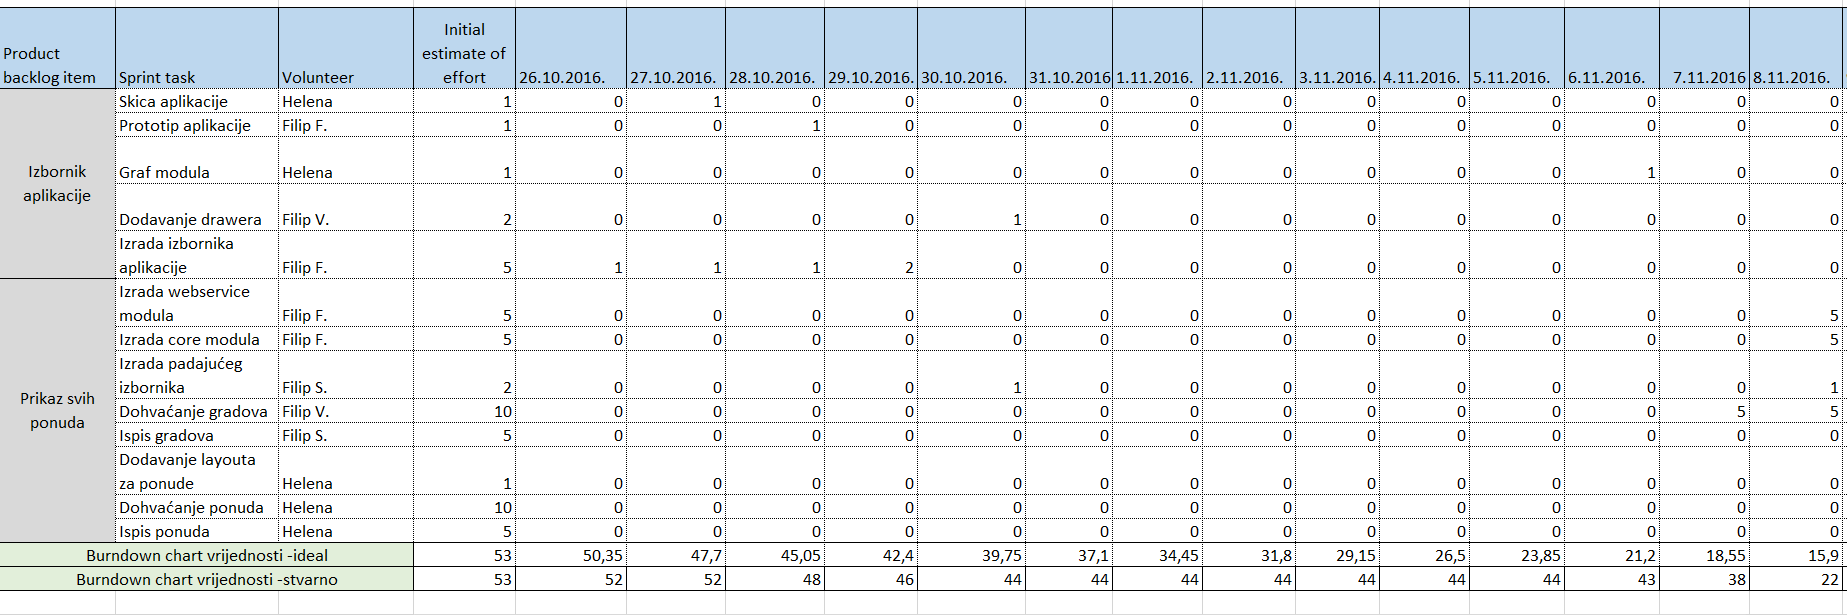 Product backlog item Sprint task Volunteer Initial estimate of effort 26.10.2016. 27.10.2016. 28.10.2016. 29.10.2016. 30.10.2016. 31.10.2016 1.11.2016. 2.11.2016. 3.11.2016. 4.11.2016. 5.11.2016. 6.11.2016. 7.11.2016 8.11.2016.
Izbornik aplikacije
Skica aplikacije Helena 1 0 1 0 0 0 0 0 0 0 0 0 0 0 0
Prototip aplikacije Filip F. 1 0 0 1 0 0 0 0 0 0 0 0 0 0 0
Graf modula Helena 1 0 0 0 0 0 0 0 0 0 0 0 1 0 0
Dodavanje drawera Filip V. 2 0 0 0 0 1 0 0 0 0 0 0 0 0 0
Izrada izbornika aplikacije Filip F. 5 1 1 1 2 0 0 0 0 0 0 0 0 0 0
Prikaz svih ponuda
Izrada webservice modula Filip F. 5 0 0 0 0 0 0 0 0 0 0 0 0 0 5
Izrada core modula Filip F. 5 0 0 0 0 0 0 0 0 0 0 0 0 0 5
Izrada padajućeg izbornika Filip S. 2 0 0 0 0 1 0 0 0 0 0 0 0 0 1
Dohvaćanje gradova Filip V. 10 0 0 0 0 0 0 0 0 0 0 0 0 5 5
Ispis gradova Filip S. 5 0 0 0 0 0 0 0 0 0 0 0 0 0 0
Dodavanje layouta za ponude Helena 1 0 0 0 0 0 0 0 0 0 0 0 0 0 0
Dohvaćanje ponuda Helena 10 0 0 0 0 0 0 0 0 0 0 0 0 0 0
Ispis ponuda Helena 5 0 0 0 0 0 0 0 0 0 0 0 0 0 0
Burndown chart vrijednosti -ideal 53 50,35 47,7 45,05 42,4 39,75 37,1 34,45 31,8 29,15 26,5 23,85 21,2 18,55 15,9
Burndown chart vrijednosti -stvarno 53 52 52 48 46 44 44 44 44 44 44 44 43 38 22